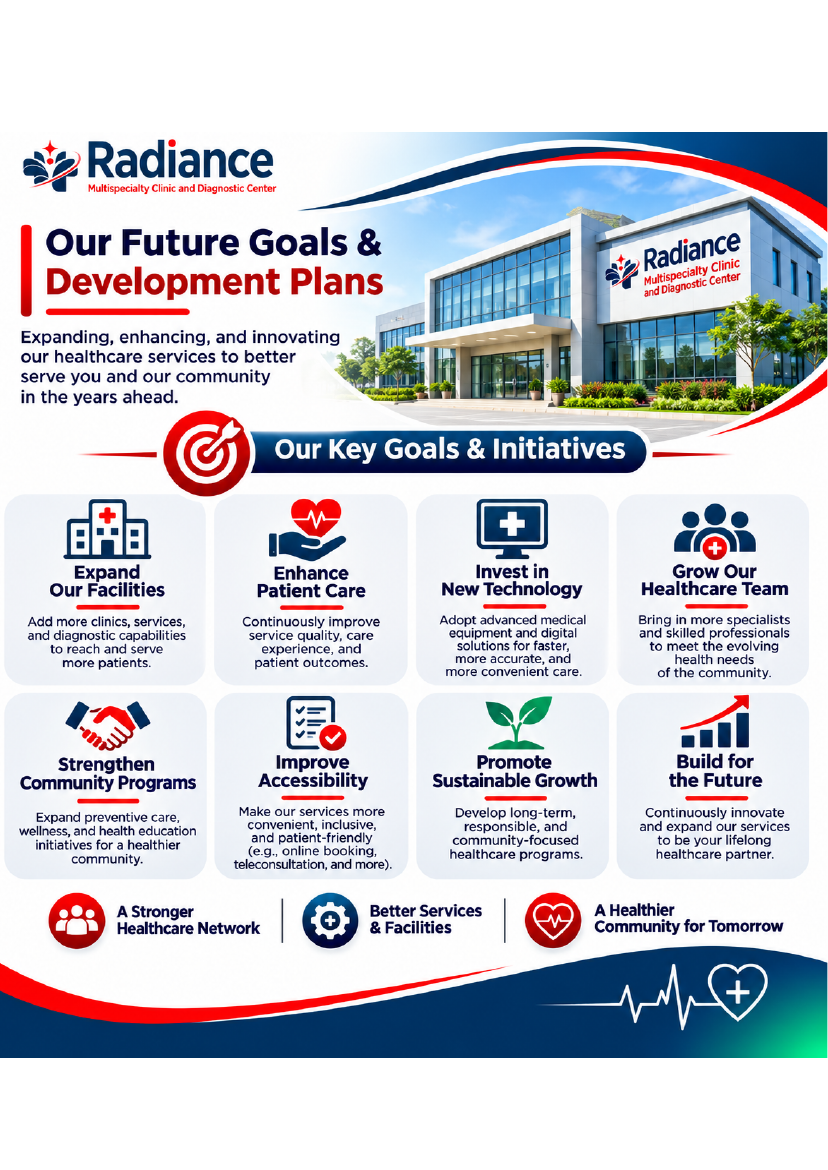 Radiance
Multispecialty Clinic and Diagnostic Center
Our Future Goals &
Development Plans
Expanding, enhancing, and innovating
our healthcare services to better
serve you and our community
in the years ahead.
Radiance
Multispecialty Clinic
and Diagnostic Center
Our Key Goals & Initiatives
Expand
Our Facilities
Add more clinics, services,
and diagnostic capabilities
to reach and serve
more patients.
Enhance
Patient Care
Continuously improve
service quality, care
experience, and
patient outcomes.
Invest in
New Technology
Adopt advanced medical
equipment and digital
solutions for faster,
more accurate, and
more convenient care.
Grow Our
Healthcare Team
Bring in more specialists
and skilled professionals
to meet the evolving
health needs
of the community.
Strengthen
Community Programs
Expand preventive care,
wellness, and health education
initiatives for a healthier
community.
Improve
Accessibility
Make our services more
convenient, inclusive,
and patient-friendly
(e.g., online booking,
teleconsultation, and more).
Promote
Sustainable Growth
Develop long-term,
responsible, and
community-focused
healthcare programs.
Build for
the Future
Continuously innovate
and expand our services
to be your lifelong
healthcare partner.
A Stronger
Healthcare Network
Better Services
& Facilities
A Healthier
Community for Tomorrow